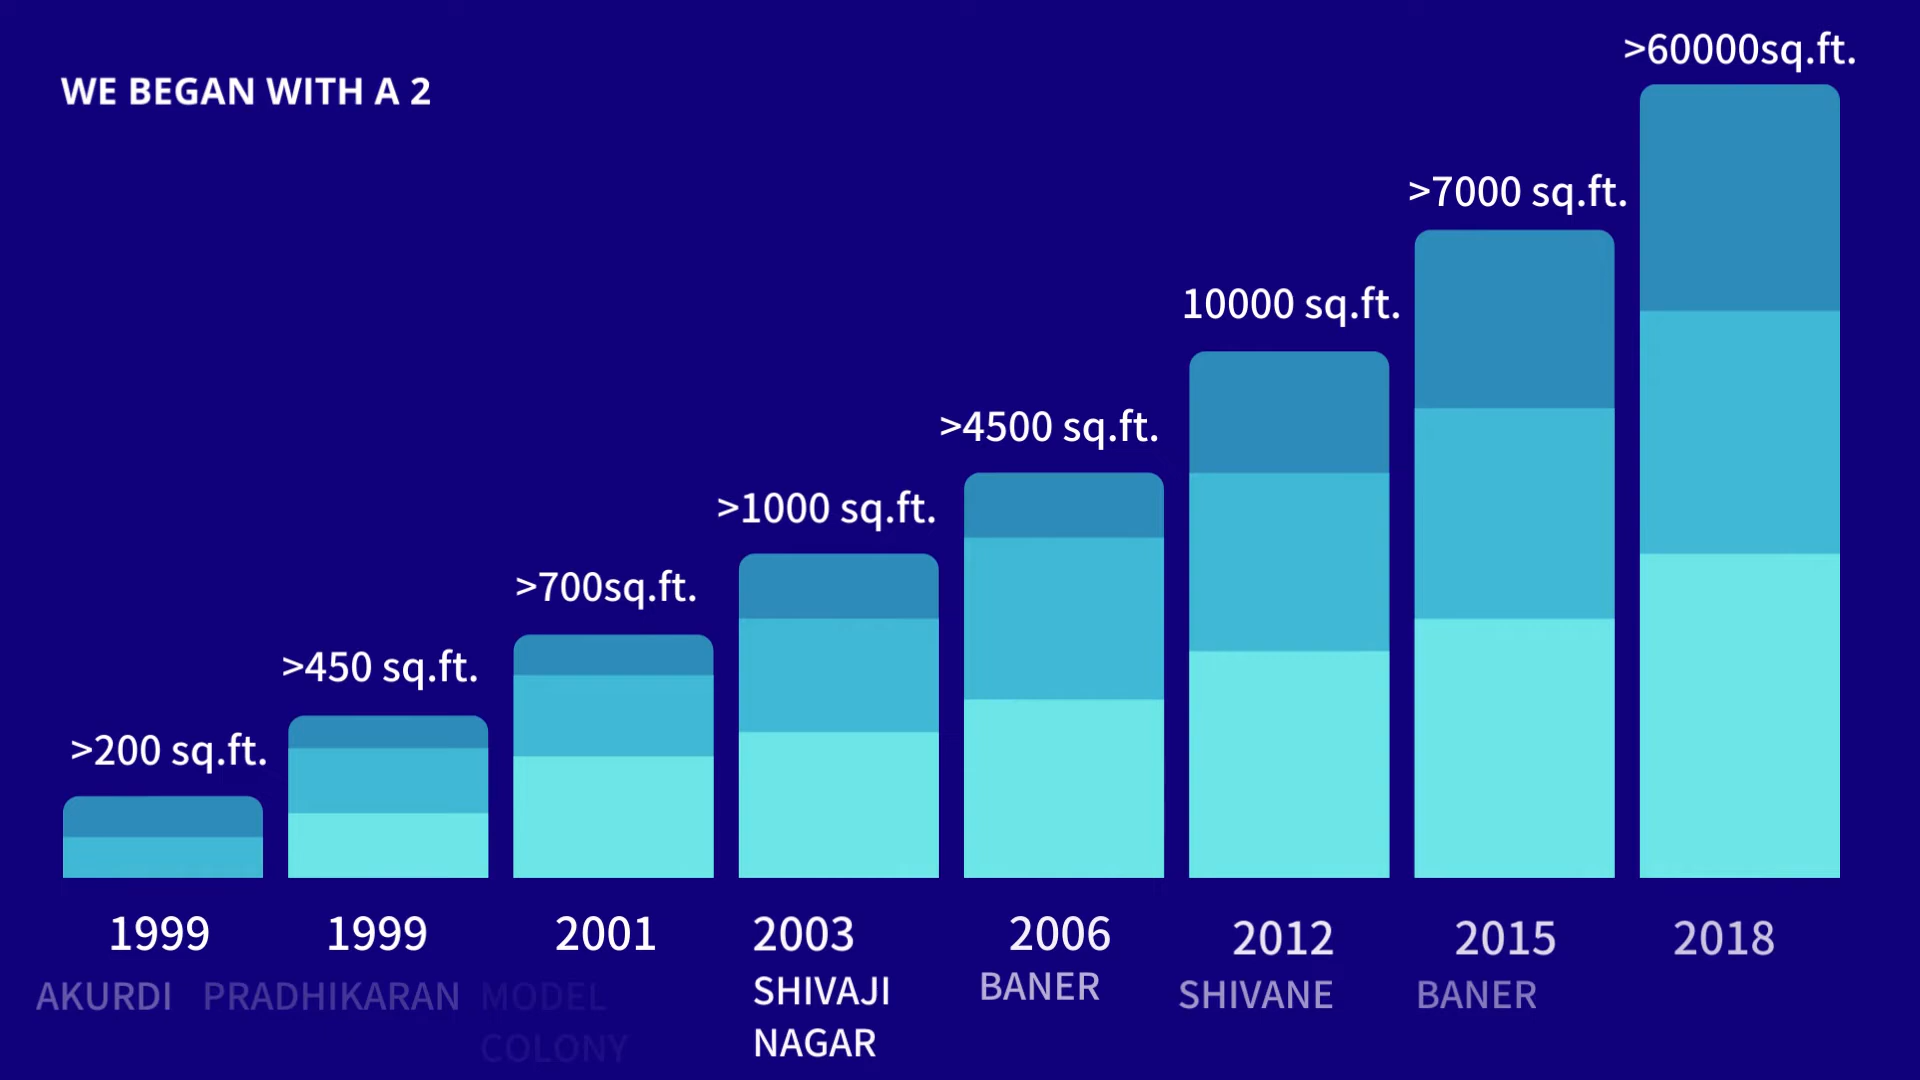 WE BEGAN WITH A 2
>60000sq.ft.
>7000 sq.ft.
10000 sq.ft.
>4500 sq.ft.
>1000 sq.ft.
>700sq.ft.
>450 sq.ft.
>200 sq.ft.
1999
1999
2001
2003
2006
2012
2015
2018
AKURDI
PRADHIKARAN
MODEL
COLONY
SHIVAJI
NAGAR
BANER
SHIVANE
BANER